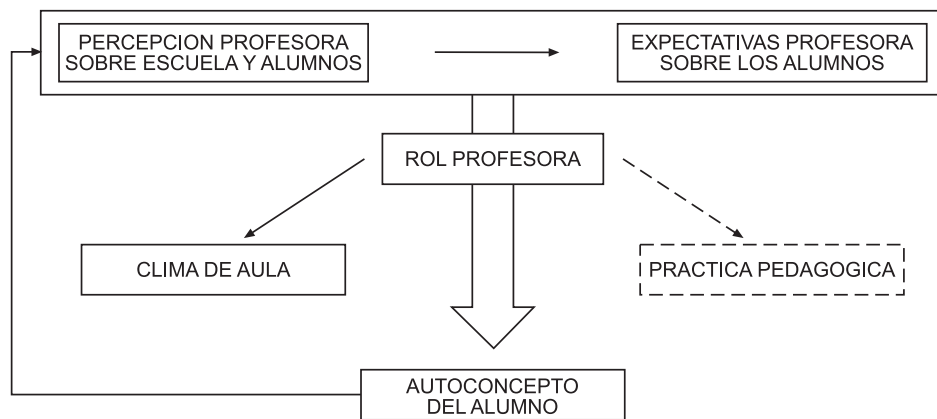 PERCEPCION PROFESORA
SOBRE ESCUELA Y ALUMNOS
EXPECTATIVAS PROFESORA
SOBRE LOS ALUMNOS
ROL PROFESORA
CLIMA DE AULA
PRACTICA PEDAGOGICA
AUTOCONCEPTO
DEL ALUMNO